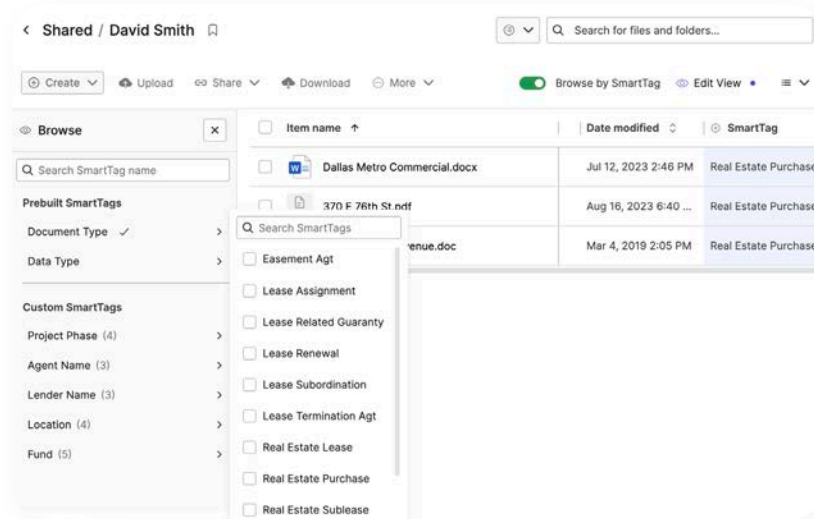 Shared / David Smith
Search for files and folders...
Create
Upload
Share
Download
More
Browse by SmartTag
Edit View
Browse
Item name
Date modified
SmartTag
Search SmartTag name
W
Dallas Metro Commercial.docx
Jul 12, 2023 2:46 PM
Real Estate Purchase
Prebuilt SmartTags
370 E 76th St.pdf
Aug 16, 2023 6:40 ...
Real Estate Purchase
Document Type
Search SmartTags
venue.doc
Mar 4, 2019 2:05 PM
Real Estate Purchase
Data Type
Easement Agt
Lease Assignment
Lease Related Guaranty
Lease Renewal
Lease Subordination
Lease Termination Agt
Real Estate Lease
Real Estate Purchase
Real Estate Sublease
Custom SmartTags
Project Phase (4)
Agent Name (3)
Lender Name (3)
Location (4)
Fund (5)